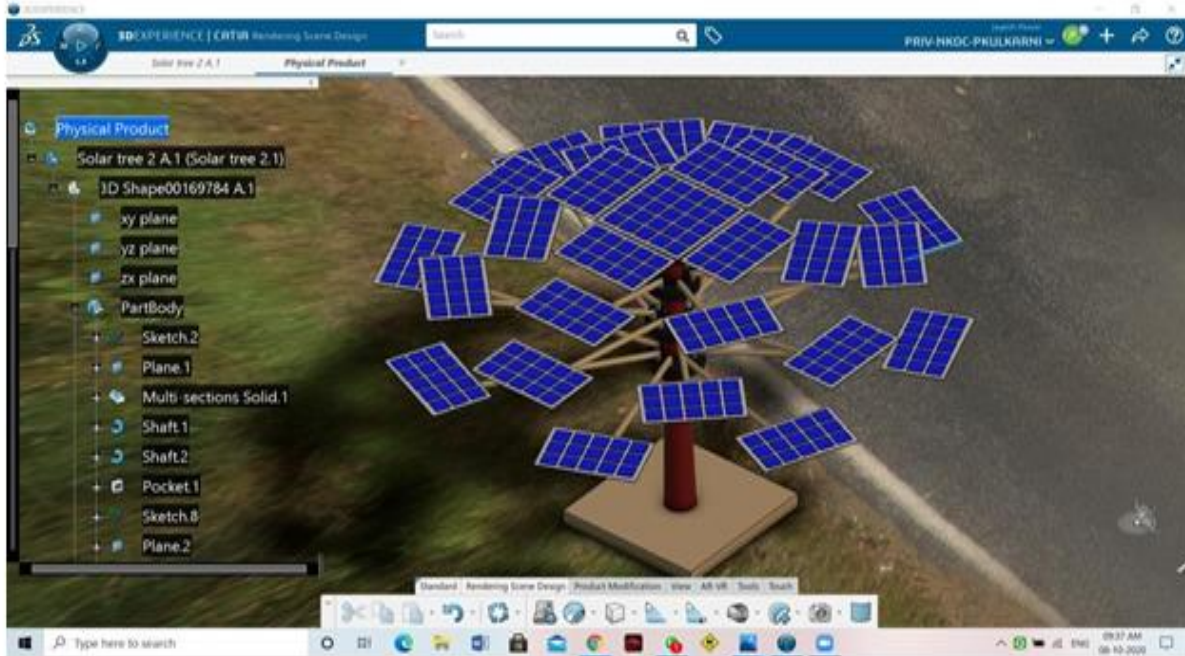 3DEXPERIENCE
3DEXPERIENCE | CATIA Rendering Scene Design
Search
PRIV-NKOC-PKULKARNI
Solar tree 2 A.1
Physical Product
Physical Product
Solar tree 2 A.1 (Solar tree 2.1)
3D Shape00169784 A.1
xy plane
yz plane
zx plane
PartBody
Sketch.2
Plane.1
Multi-sections Solid.1
Shaft.1
Shaft.2
Pocket.1
Sketch.8
Plane.2
Standard Rendering Scene Design Product Modification View AR-VR Tools Touch
Type here to search
ENG
09:37 AM
08-10-2020